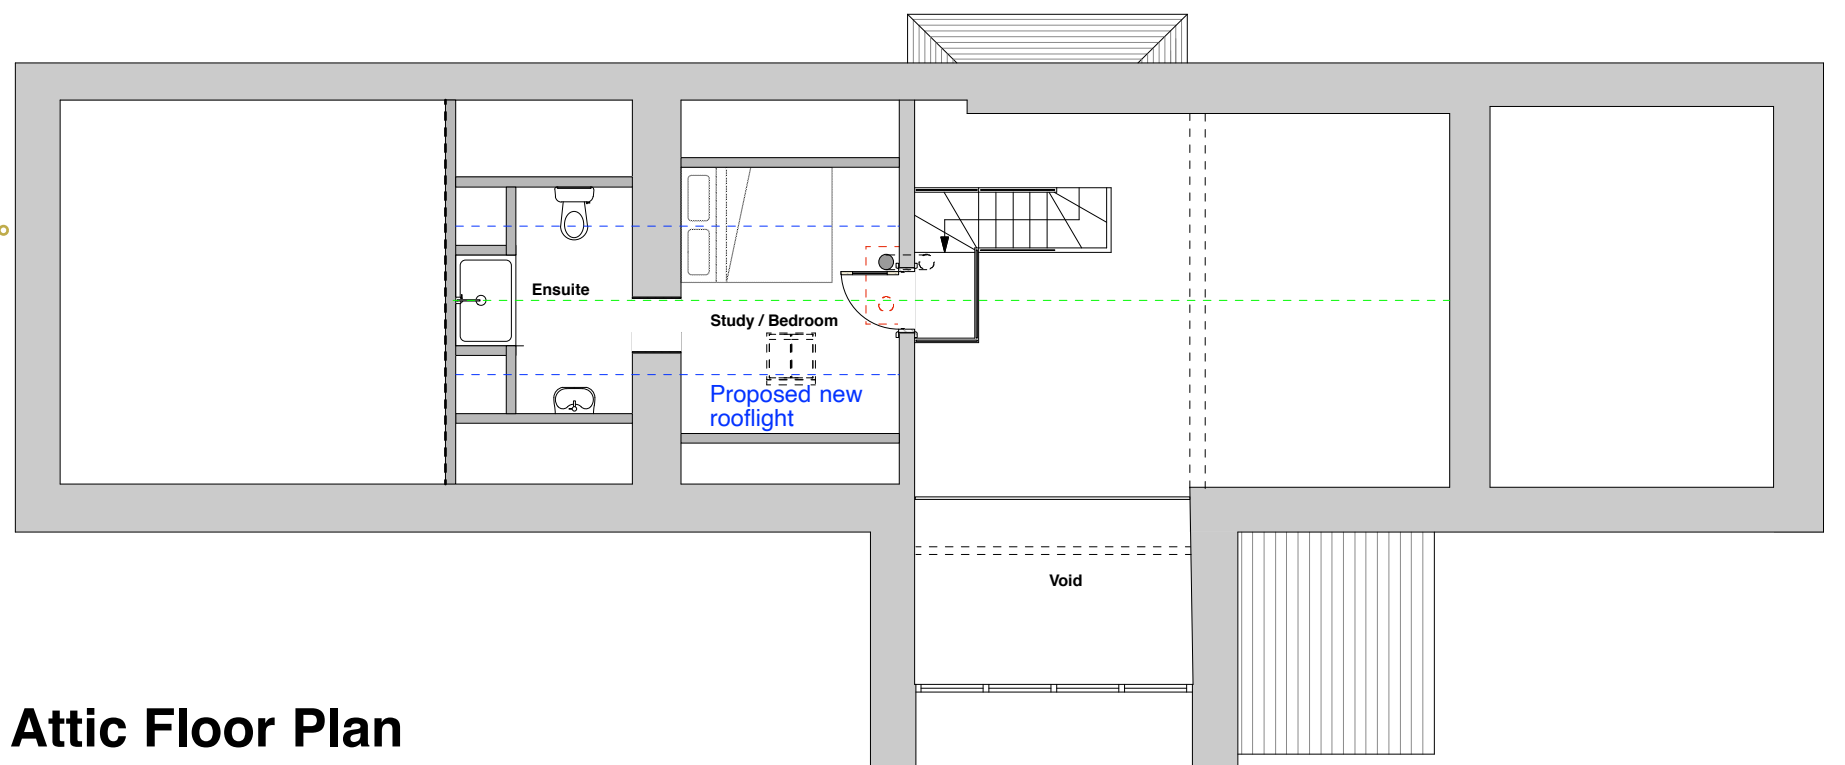 Ensuite
Study / Bedroom
Proposed new
rooflight
Void
Attic Floor Plan